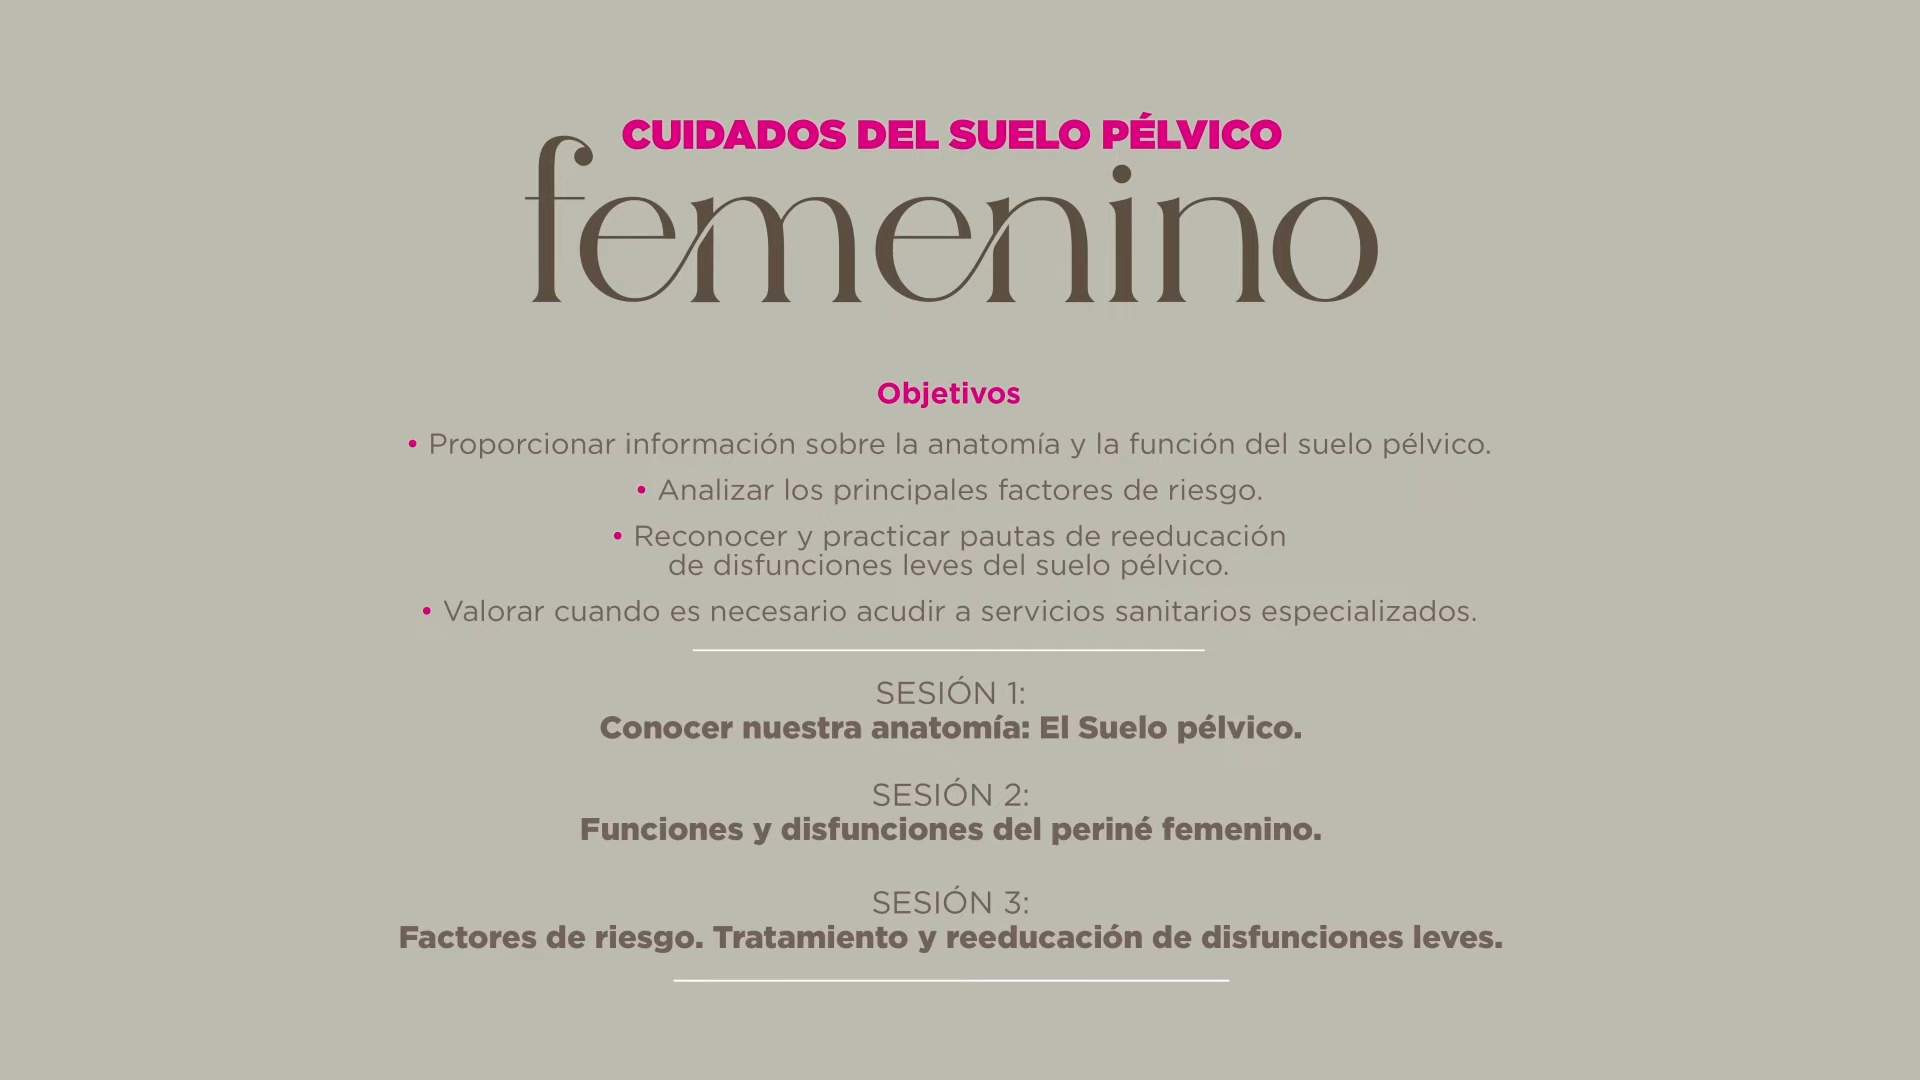 CUIDADOS DEL SUELO PÉLVICO
femenino
Objetivos
• Proporcionar información sobre la anatomía y la función del suelo pélvico.
• Analizar los principales factores de riesgo.
• Reconocer y practicar pautas de reeducación
de disfunciones leves del suelo pélvico.
• Valorar cuando es necesario acudir a servicios sanitarios especializados.
SESIÓN 1:
Conocer nuestra anatomía: El Suelo pélvico.
SESIÓN 2:
Funciones y disfunciones del periné femenino.
SESIÓN 3:
Factores de riesgo. Tratamiento y reeducación de disfunciones leves.